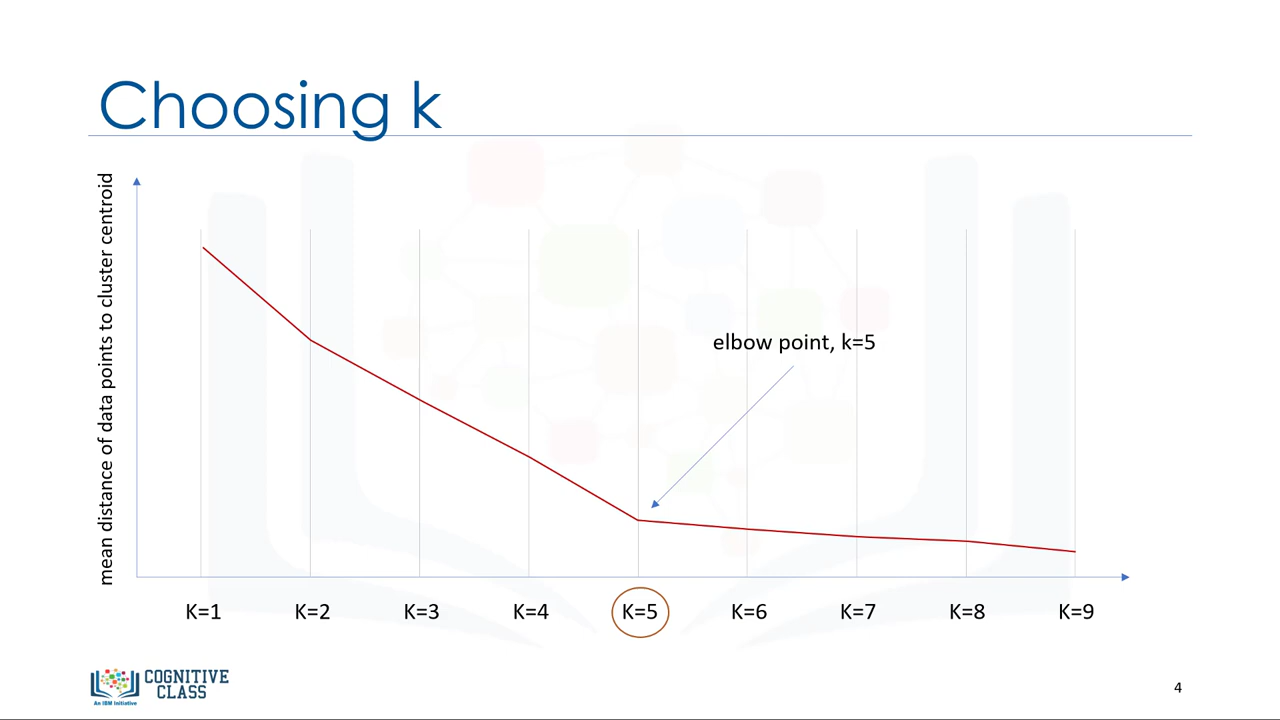 Choosing k
mean distance of data points to cluster centroid
elbow point, k=5
K=1 K=2 K=3 K=4 K=5 K=6 K=7 K=8 K=9
COGNITIVE
CLASS
An IBM Initiative
4